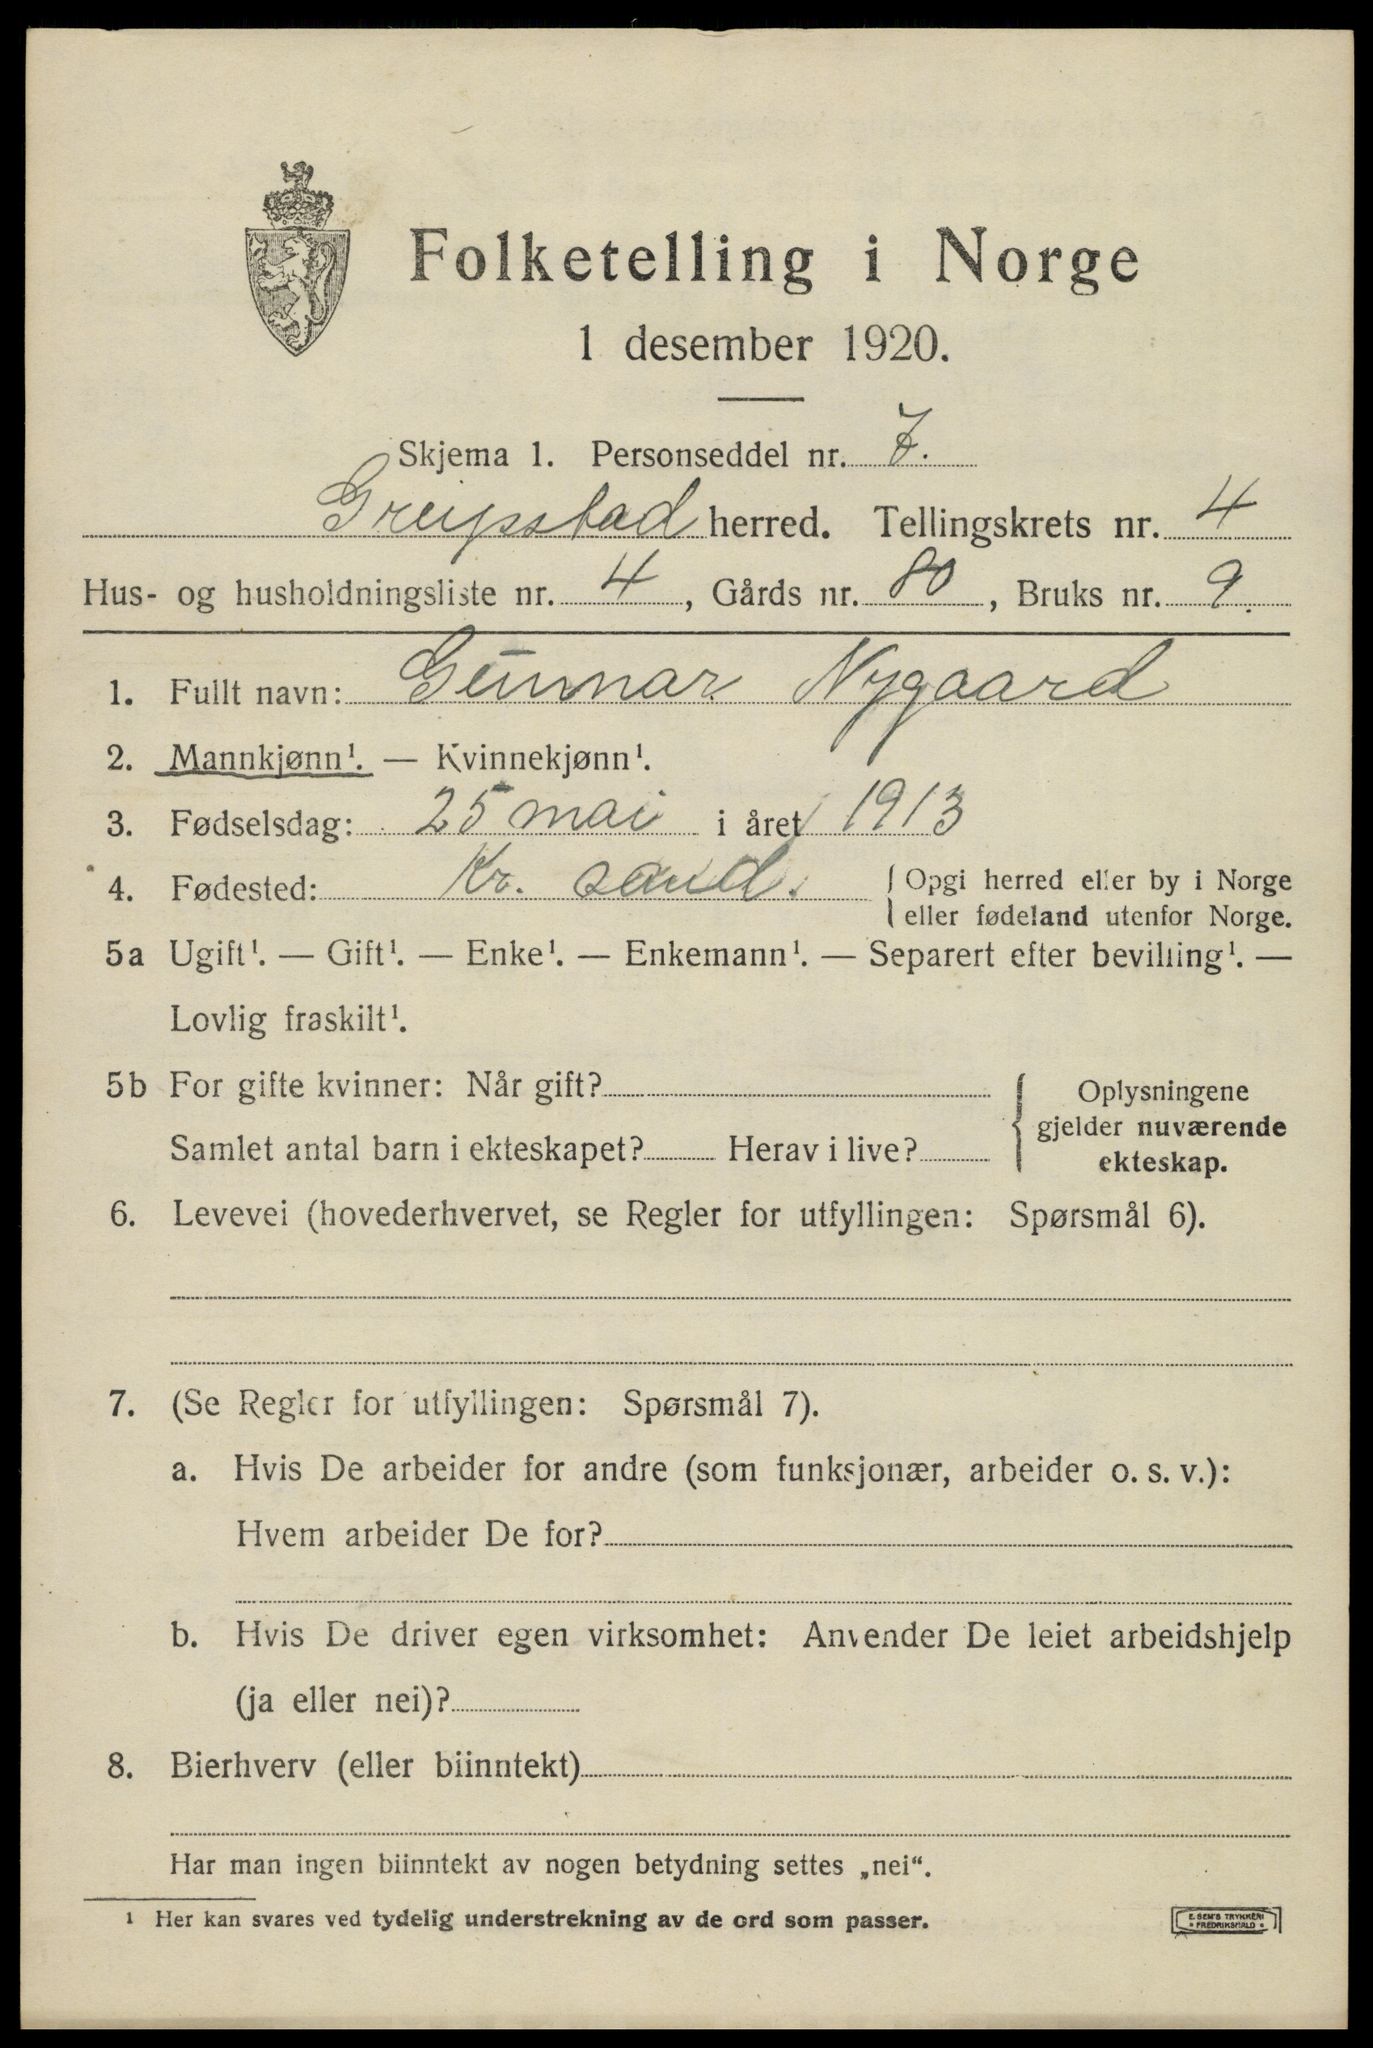 Folketelling i Norge
1 desember 1920.
Skjema 1. Personseddel nr. 7.
Greipstad herred. Tellingskrets nr. 4
Hus- og husholdningsliste nr. 4, Gårds nr. 80, Bruks nr. 9.
1. Fullt navn: Gunnar Nygaard
2. Mannkjønn¹. — Kvinnekjønn¹.
3. Fødselsdag: 25 mai i året 1913
4. Fødested: Kr. sand. Opgi herred eller by i Norge
eller fødeland utenfor Norge.
5a Ugift¹. — Gift¹. — Enke¹. — Enkemann¹. — Separert efter bevilling¹. —
Lovlig fraskilt¹.
5b For gifte kvinner: Når gift?
Samlet antal barn i ekteskapet? Herav i live?
Oplysningene
gjelder nuværende
ekteskap.
6. Levevei (hovederhvervet, se Regler for utfyllingen: Spørsmål 6).
7. (Se Regler for utfyllingen: Spørsmål 7).
a. Hvis De arbeider for andre (som funksjonær, arbeider o. s. v.):
Hvem arbeider De for?
b. Hvis De driver egen virksomhet: Anvender De leiet arbeidshjelp
(ja eller nei)?
8. Bierhverv (eller biinntekt)
Har man ingen biinntekt av nogen betydning settes „nei“.
¹ Her kan svares ved tydelig understrekning av de ord som passer.
E. SEM'S TRYKKERI
FREDRIKSHALD